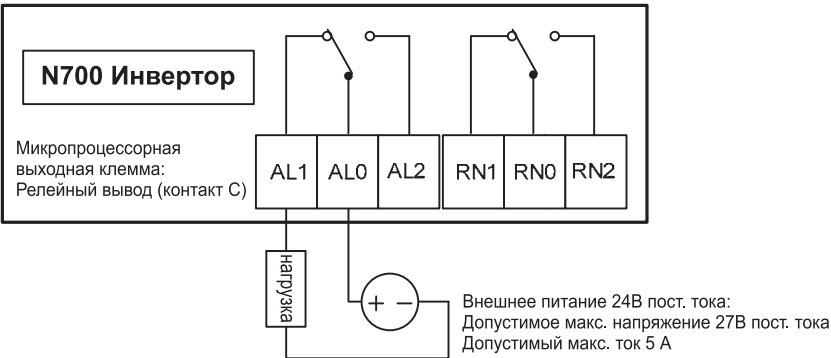 N700 Инвертор
Микропроцессорная
выходная клемма:
Релейный вывод (контакт С)
AL1 AL0 AL2 RN1 RN0 RN2
нагрузка
+ −
Внешнее питание 24В пост. тока:
Допустимое макс. напряжение 27В пост. тока
Допустимый макс. ток 5 А